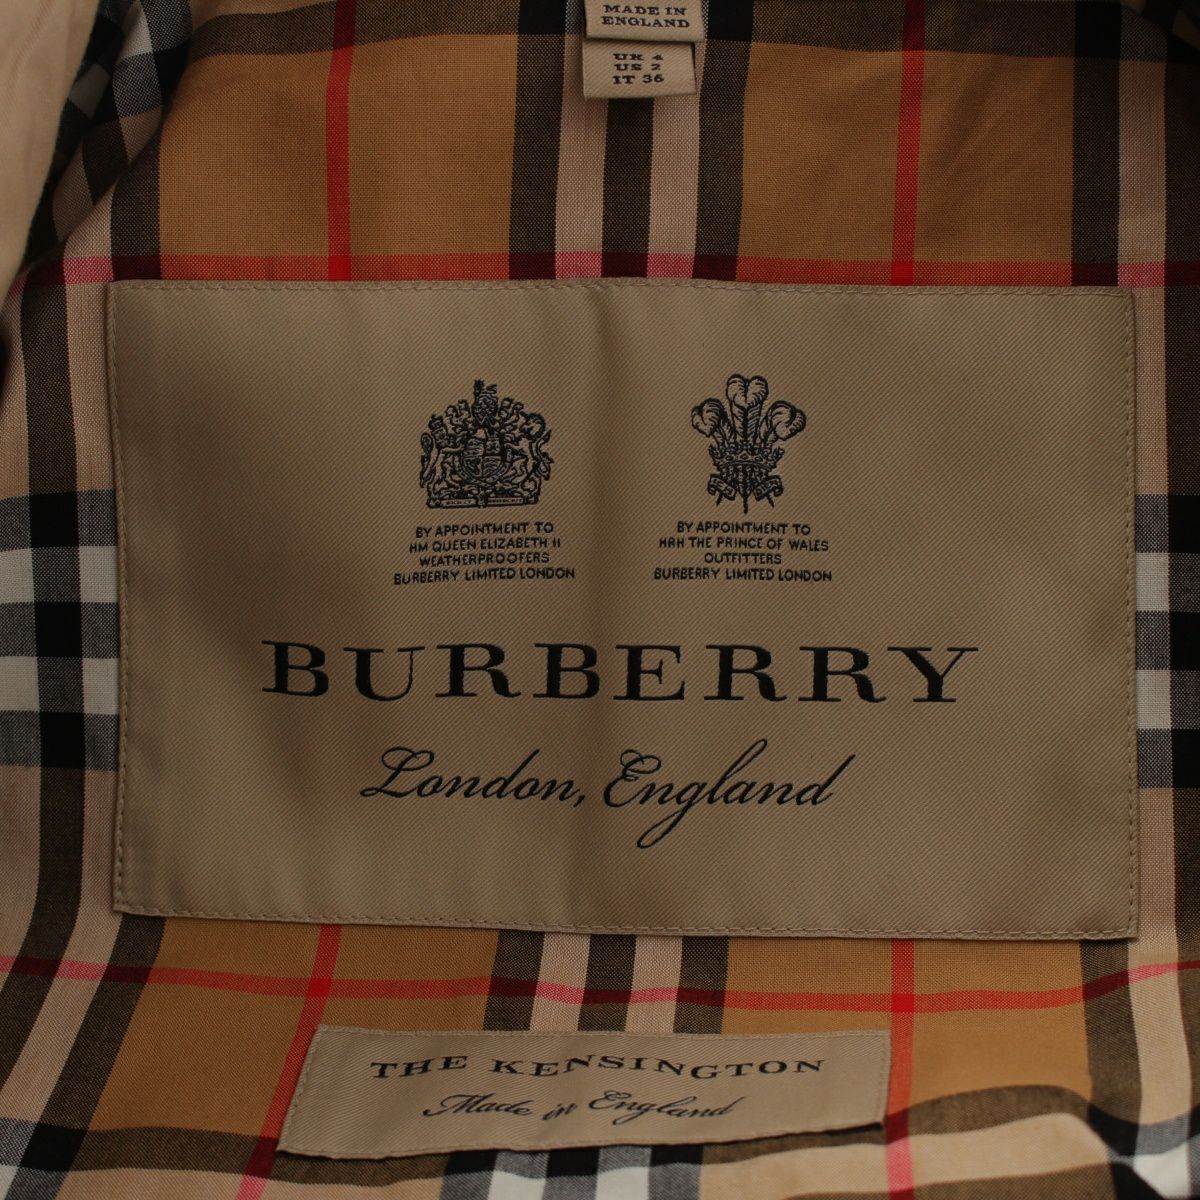 MADE IN
ENGLAND
UK 4
US 2
IT 36
BY APPOINTMENT TO
HM QUEEN ELIZABETH II
WEATHERPROOFERS
BURBERRY LIMITED LONDON
BY APPOINTMENT TO
HRH THE PRINCE OF WALES
OUTFITTERS
BURBERRY LIMITED LONDON
BURBERRY
London, England
THE KENSINGTON
Made in England